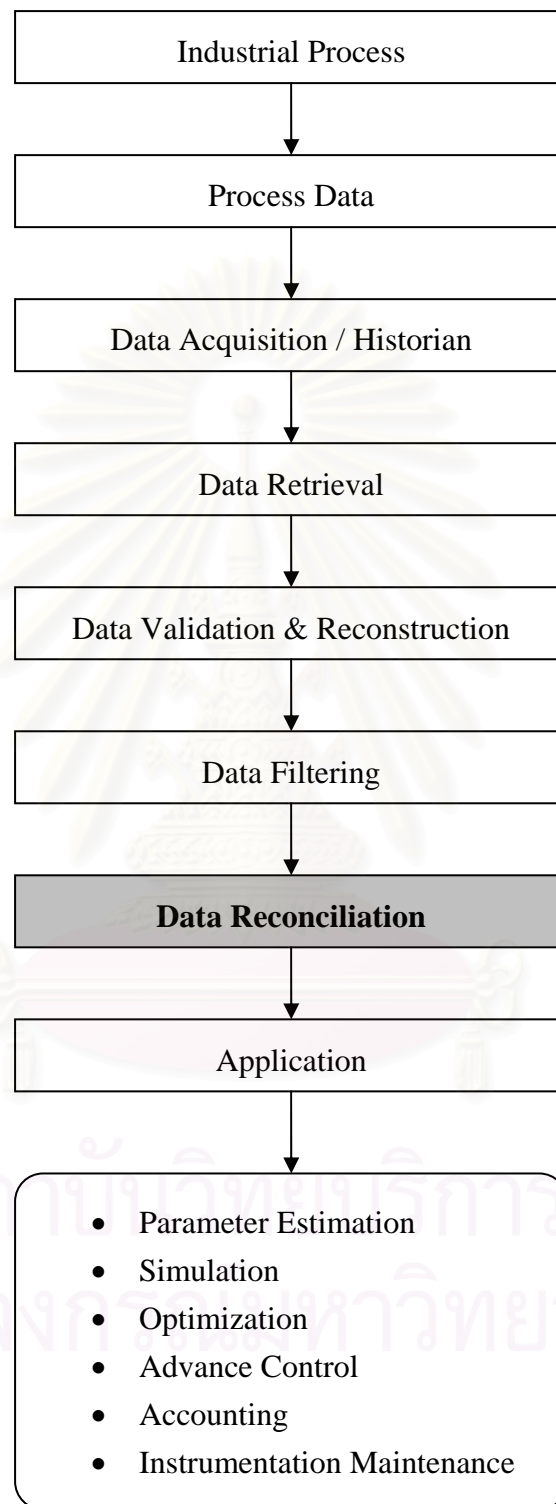 Industrial Process
Process Data
Data Acquisition / Historian
Data Retrieval
Data Validation & Reconstruction
Data Filtering
Data Reconciliation
Application
• Parameter Estimation
• Simulation
• Optimization
• Advance Control
• Accounting
• Instrumentation Maintenance